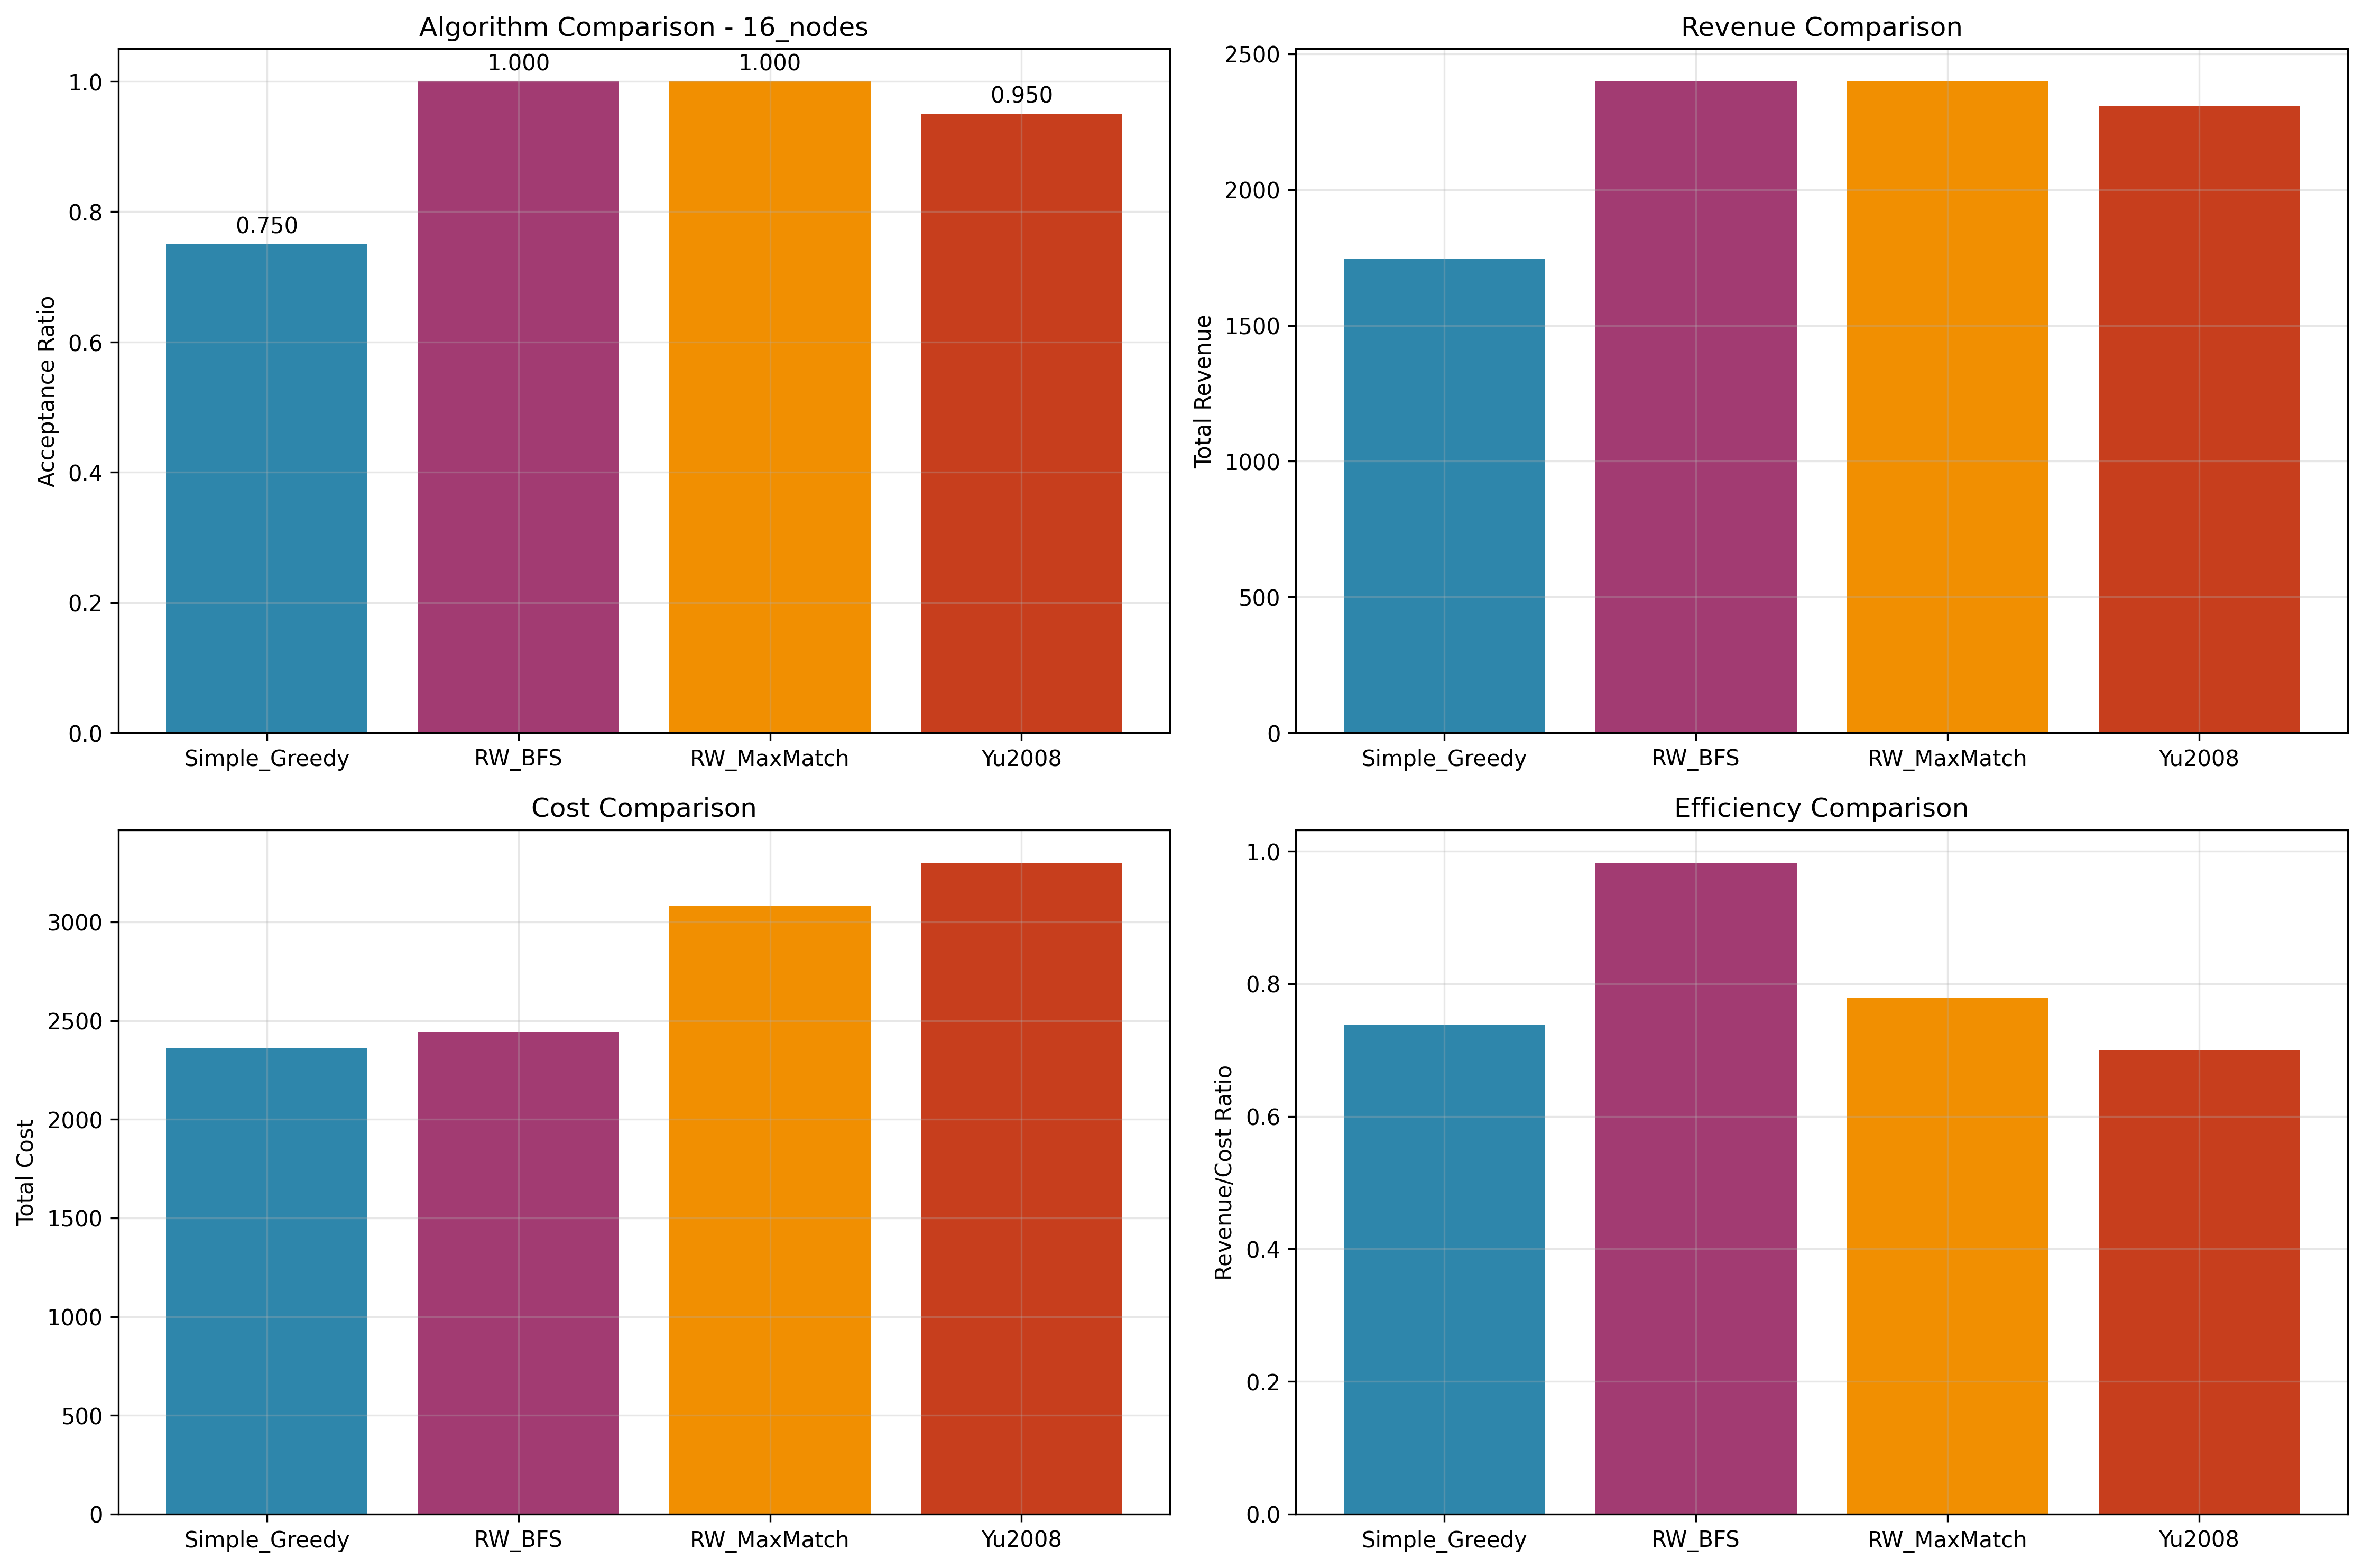 Algorithm Comparison - 16_nodes
Acceptance Ratio
1.0
0.8
0.6
0.4
0.2
0.0
0.750
1.000
1.000
0.950
Simple_Greedy
RW_BFS
RW_MaxMatch
Yu2008
Revenue Comparison
Total Revenue
2500
2000
1500
1000
500
0
Simple_Greedy
RW_BFS
RW_MaxMatch
Yu2008
Cost Comparison
Total Cost
3000
2500
2000
1500
1000
500
0
Simple_Greedy
RW_BFS
RW_MaxMatch
Yu2008
Efficiency Comparison
Revenue/Cost Ratio
1.0
0.8
0.6
0.4
0.2
0.0
Simple_Greedy
RW_BFS
RW_MaxMatch
Yu2008